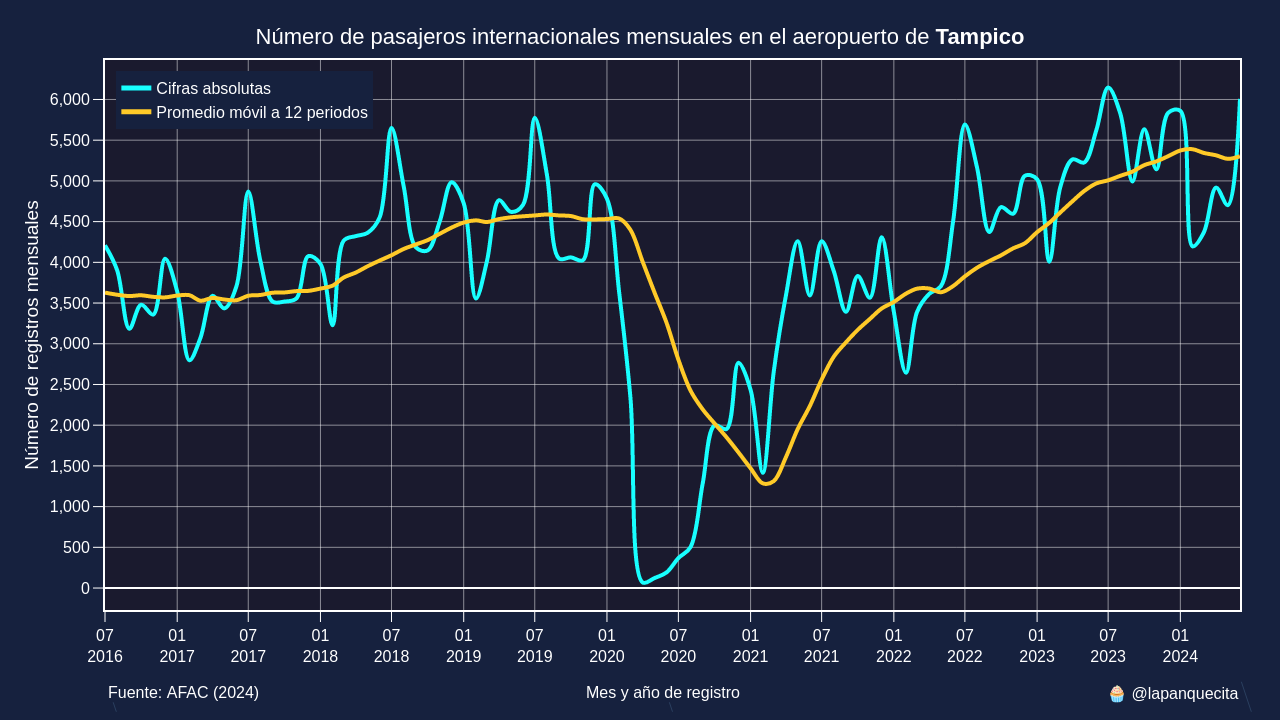 Número de pasajeros internacionales mensuales en el aeropuerto de Tampico
Cifras absolutas
Promedio móvil a 12 periodos
Número de registros mensuales
6,000
5,500
5,000
4,500
4,000
3,500
3,000
2,500
2,000
1,500
1,000
500
0
07 01 07 01 07 01 07 01 07 01 07 01 07 01 07 01
2016 2017 2017 2018 2018 2019 2019 2020 2020 2021 2021 2022 2022 2023 2023 2024
Fuente: AFAC (2024)
Mes y año de registro
🧁 @lapanquecita